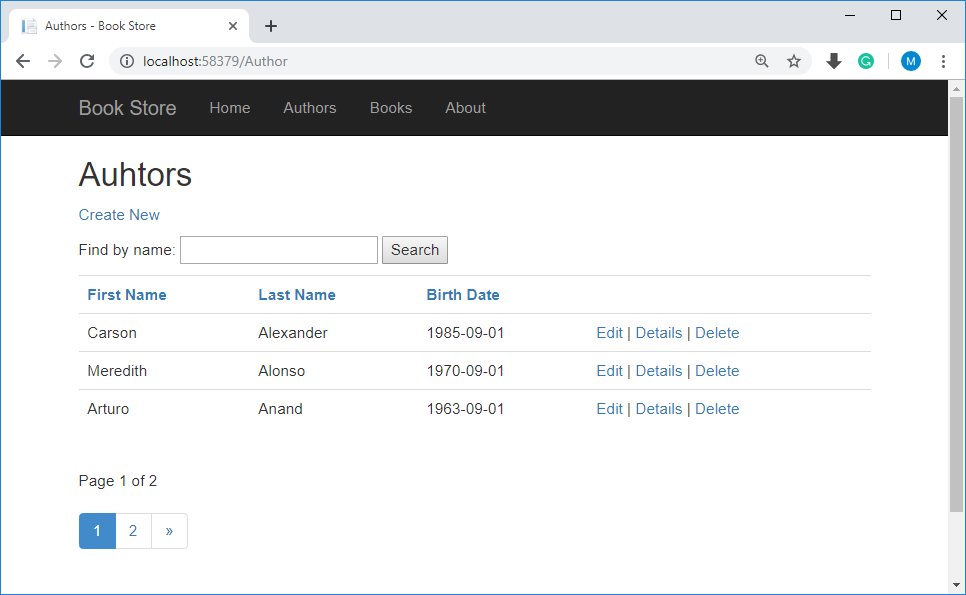 Authors - Book Store
localhost:58379/Author
M
Book Store Home Authors Books About
Auhtors
Create New
Find by name: Search
First Name Last Name Birth Date
Carson Alexander 1985-09-01 Edit | Details | Delete
Meredith Alonso 1970-09-01 Edit | Details | Delete
Arturo Anand 1963-09-01 Edit | Details | Delete
Page 1 of 2
1 2 »